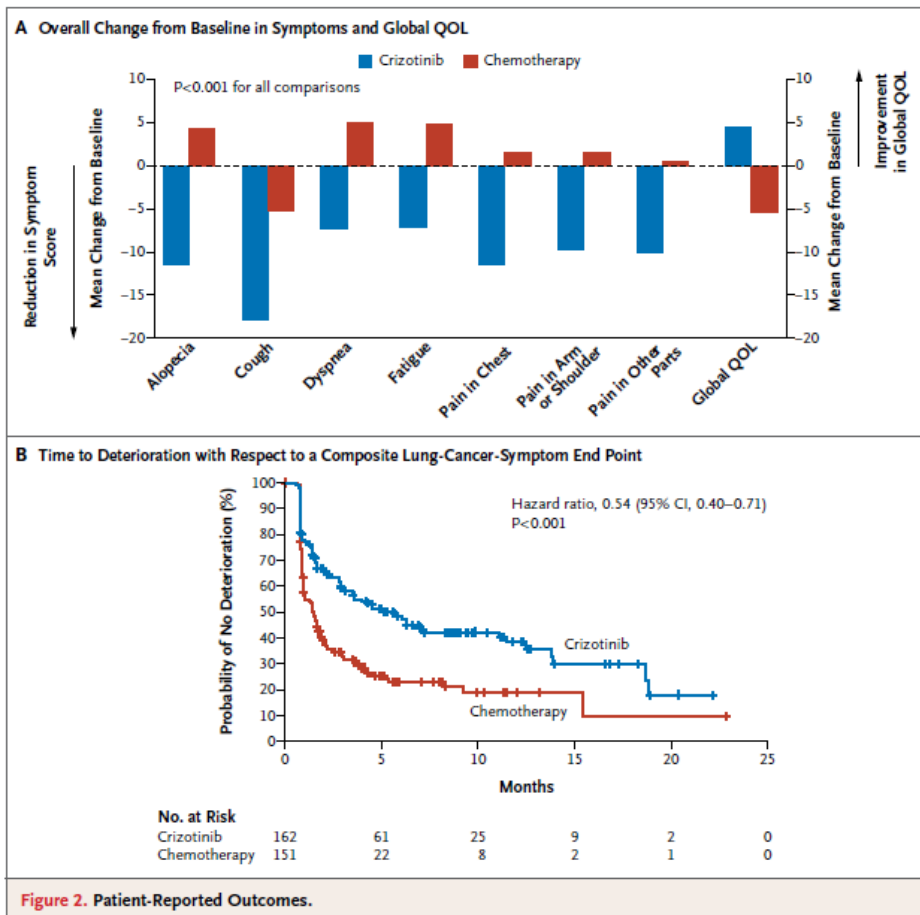 A Overall Change from Baseline in Symptoms and Global QOL
Crizotinib Chemotherapy
P<0.001 for all comparisons
Reduction in Symptom
Score
Mean Change from Baseline
10
5
0
−5
−10
−15
−20
10
5
0
−5
−10
−15
−20
Mean Change from Baseline
Improvement
in Global QOL
Alopecia
Cough
Dyspnea
Fatigue
Pain in Chest
Pain in Arm
or Shoulder
Pain in Other
Parts
Global QOL
B Time to Deterioration with Respect to a Composite Lung-Cancer-Symptom End Point
Probability of No Deterioration (%)
100
90
80
70
60
50
40
30
20
10
0
Hazard ratio, 0.54 (95% CI, 0.40–0.71)
P<0.001
Crizotinib
Chemotherapy
0 5 10 15 20 25
Months
No. at Risk
Crizotinib 162 61 25 9 2 0
Chemotherapy 151 22 8 2 1 0
Figure 2. Patient-Reported Outcomes.